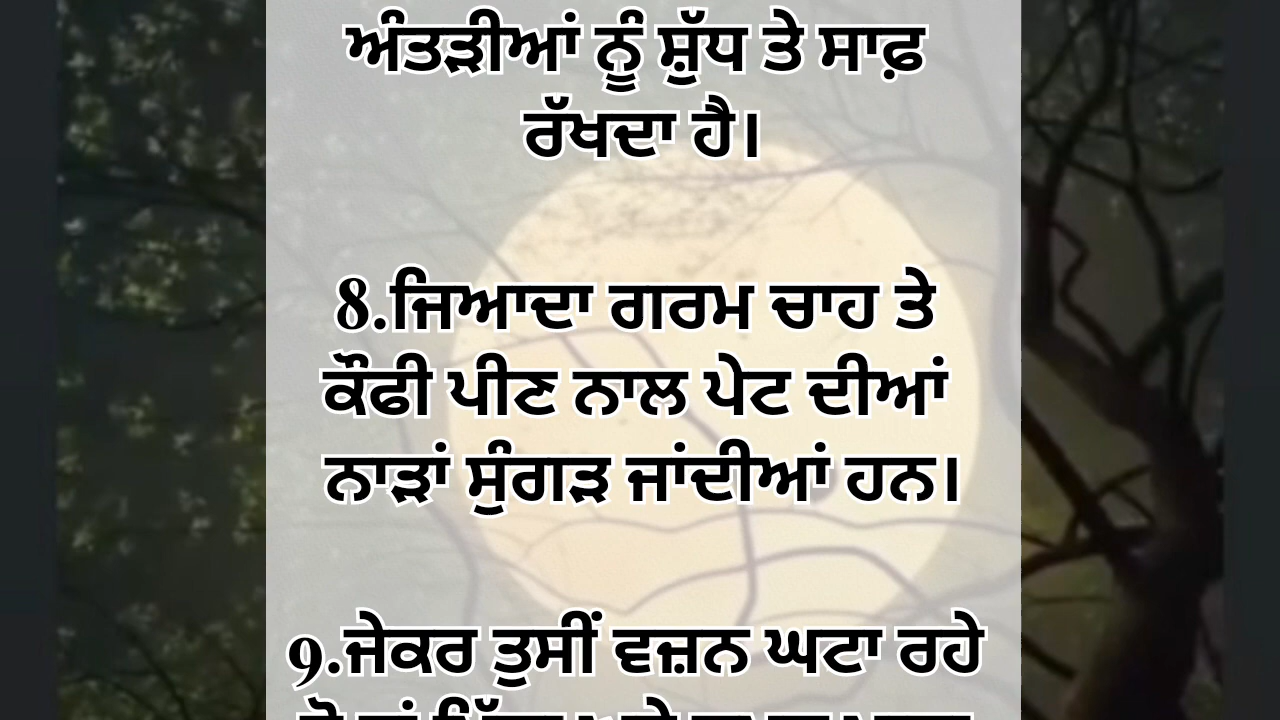 ਅੰਤੜੀਆਂ ਨੂੰ ਸ਼ੁੱਧ ਤੇ ਸਾਫ਼
ਰੱਖਦਾ ਹੈ।
8.ਜਿਆਦਾ ਗਰਮ ਚਾਹ ਤੇ
ਕੌਫੀ ਪੀਣ ਨਾਲ ਪੇਟ ਦੀਆਂ
ਨਾੜਾਂ ਸੁੰਗੜ ਜਾਂਦੀਆਂ ਹਨ।
9.ਜੇਕਰ ਤੁਸੀਂ ਵਜ਼ਨ ਘਟਾ ਰਹੇ